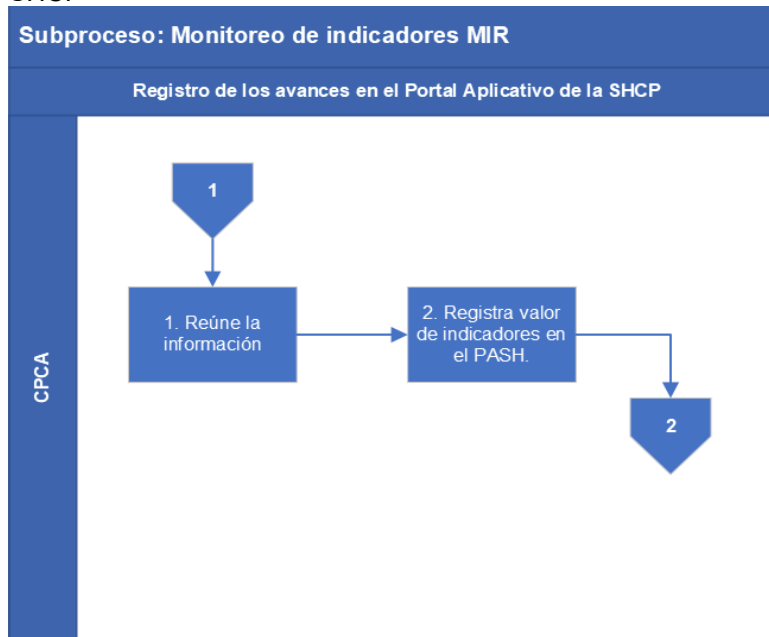 Subproceso: Monitoreo de indicadores MIR
Registro de los avances en el Portal Aplicativo de la SHCP
CPCA
1
1. Reúne la
información
2. Registra valor
de indicadores en
el PASH.
2